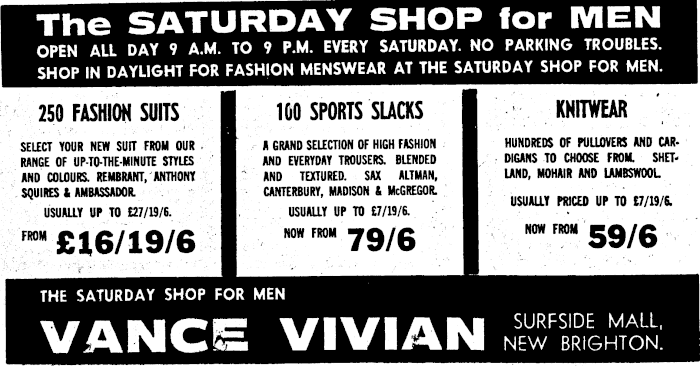 The SATURDAY SHOP for MEN
OPEN ALL DAY 9 A.M. TO 9 P.M. EVERY SATURDAY. NO PARKING TROUBLES.
SHOP IN DAYLIGHT FOR FASHION MENSWEAR AT THE SATURDAY SHOP FOR MEN.
250 FASHION SUITS
SELECT YOUR NEW SUIT FROM OUR
RANGE OF UP-TO-THE-MINUTE STYLES
AND COLOURS. REMBRANT, ANTHONY
SQUIRES & AMBASSADOR.
USUALLY UP TO £27/19/6.
FROM £16/19/6
100 SPORTS SLACKS
A GRAND SELECTION OF HIGH FASHION
AND EVERYDAY TROUSERS. BLENDED
AND TEXTURED. SAX ALTMAN,
CANTERBURY, MADISON & McGREGOR.
USUALLY UP TO £7/19/6.
NOW FROM 79/6
KNITWEAR
HUNDREDS OF PULLOVERS AND CAR-
DIGANS TO CHOOSE FROM. SHET-
LAND, MOHAIR AND LAMBSWOOL.
USUALLY PRICED UP TO £7/19/6.
NOW FROM 59/6
THE SATURDAY SHOP FOR MEN
VANCE VIVIAN
SURFSIDE MALL,
NEW BRIGHTON.